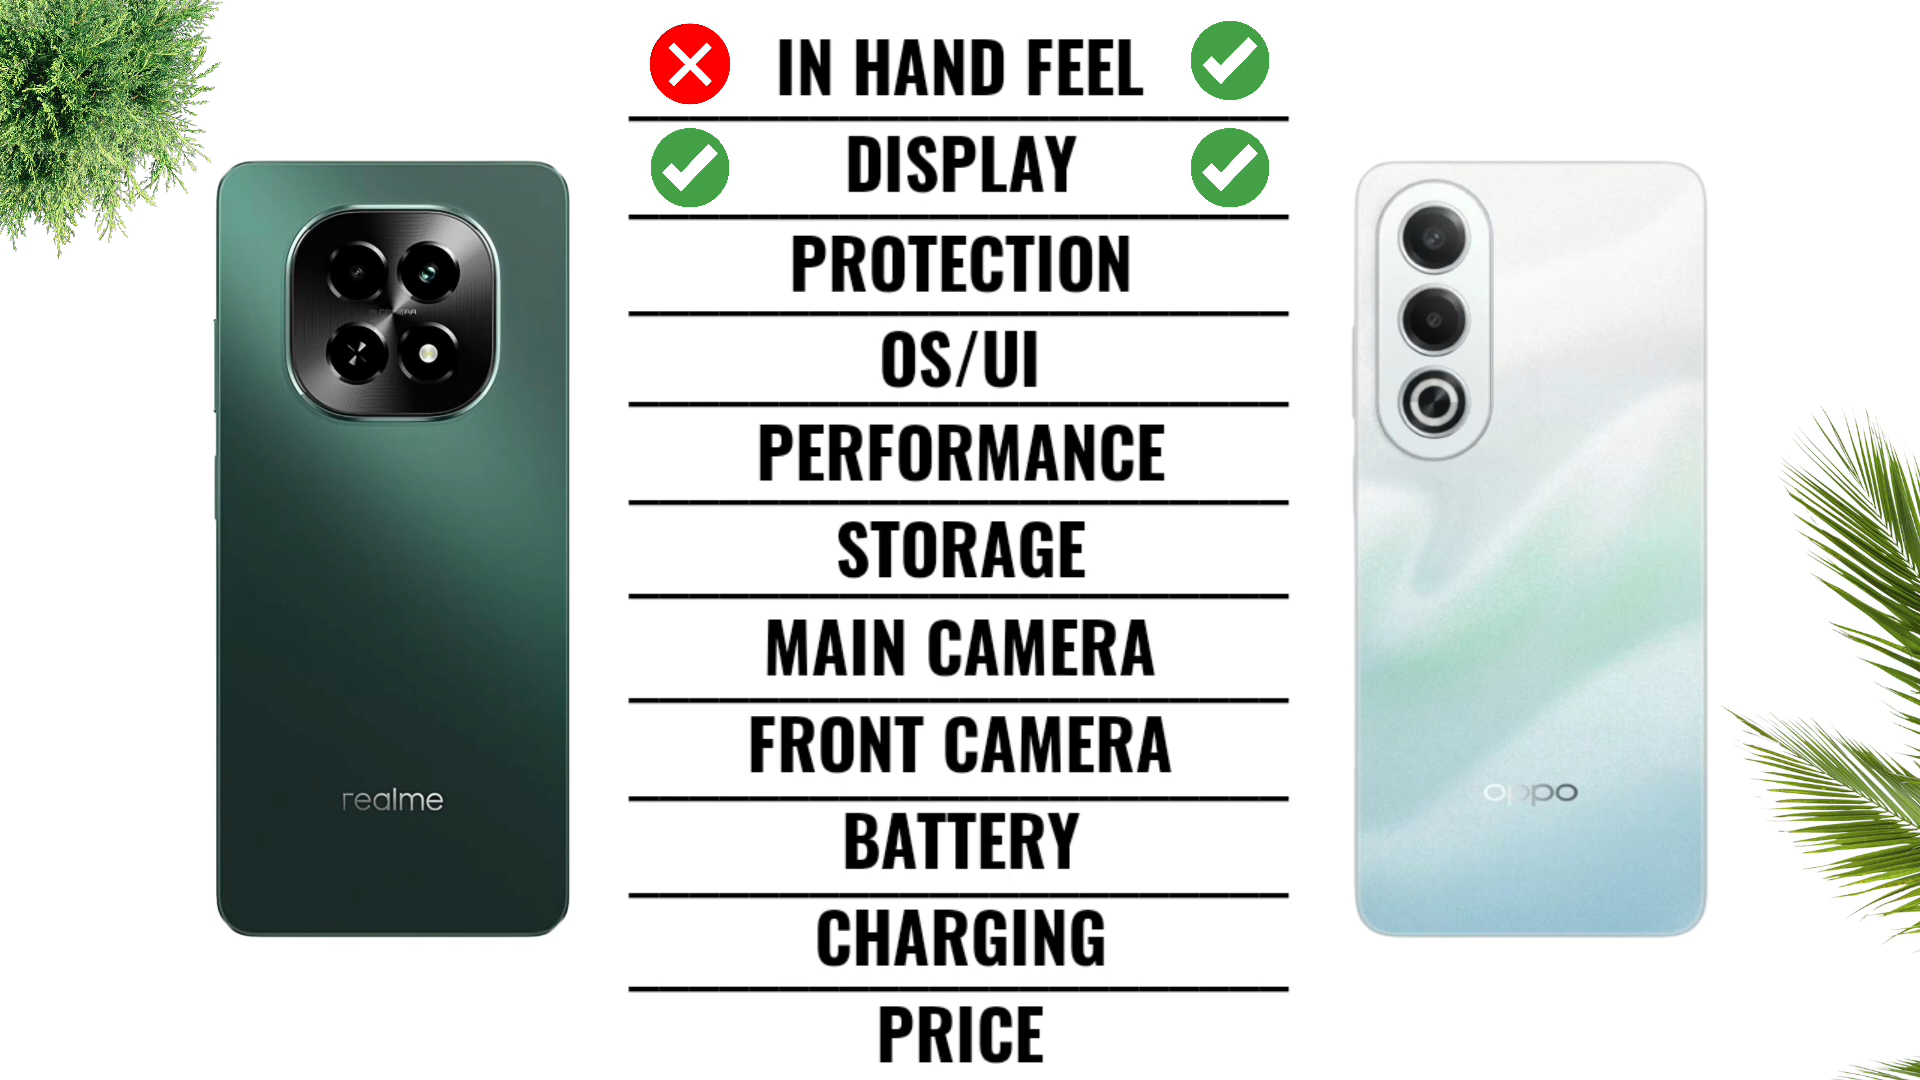 IN HAND FEEL
DISPLAY
PROTECTION
OS/UI
PERFORMANCE
STORAGE
MAIN CAMERA
FRONT CAMERA
BATTERY
CHARGING
PRICE
realme
oppo